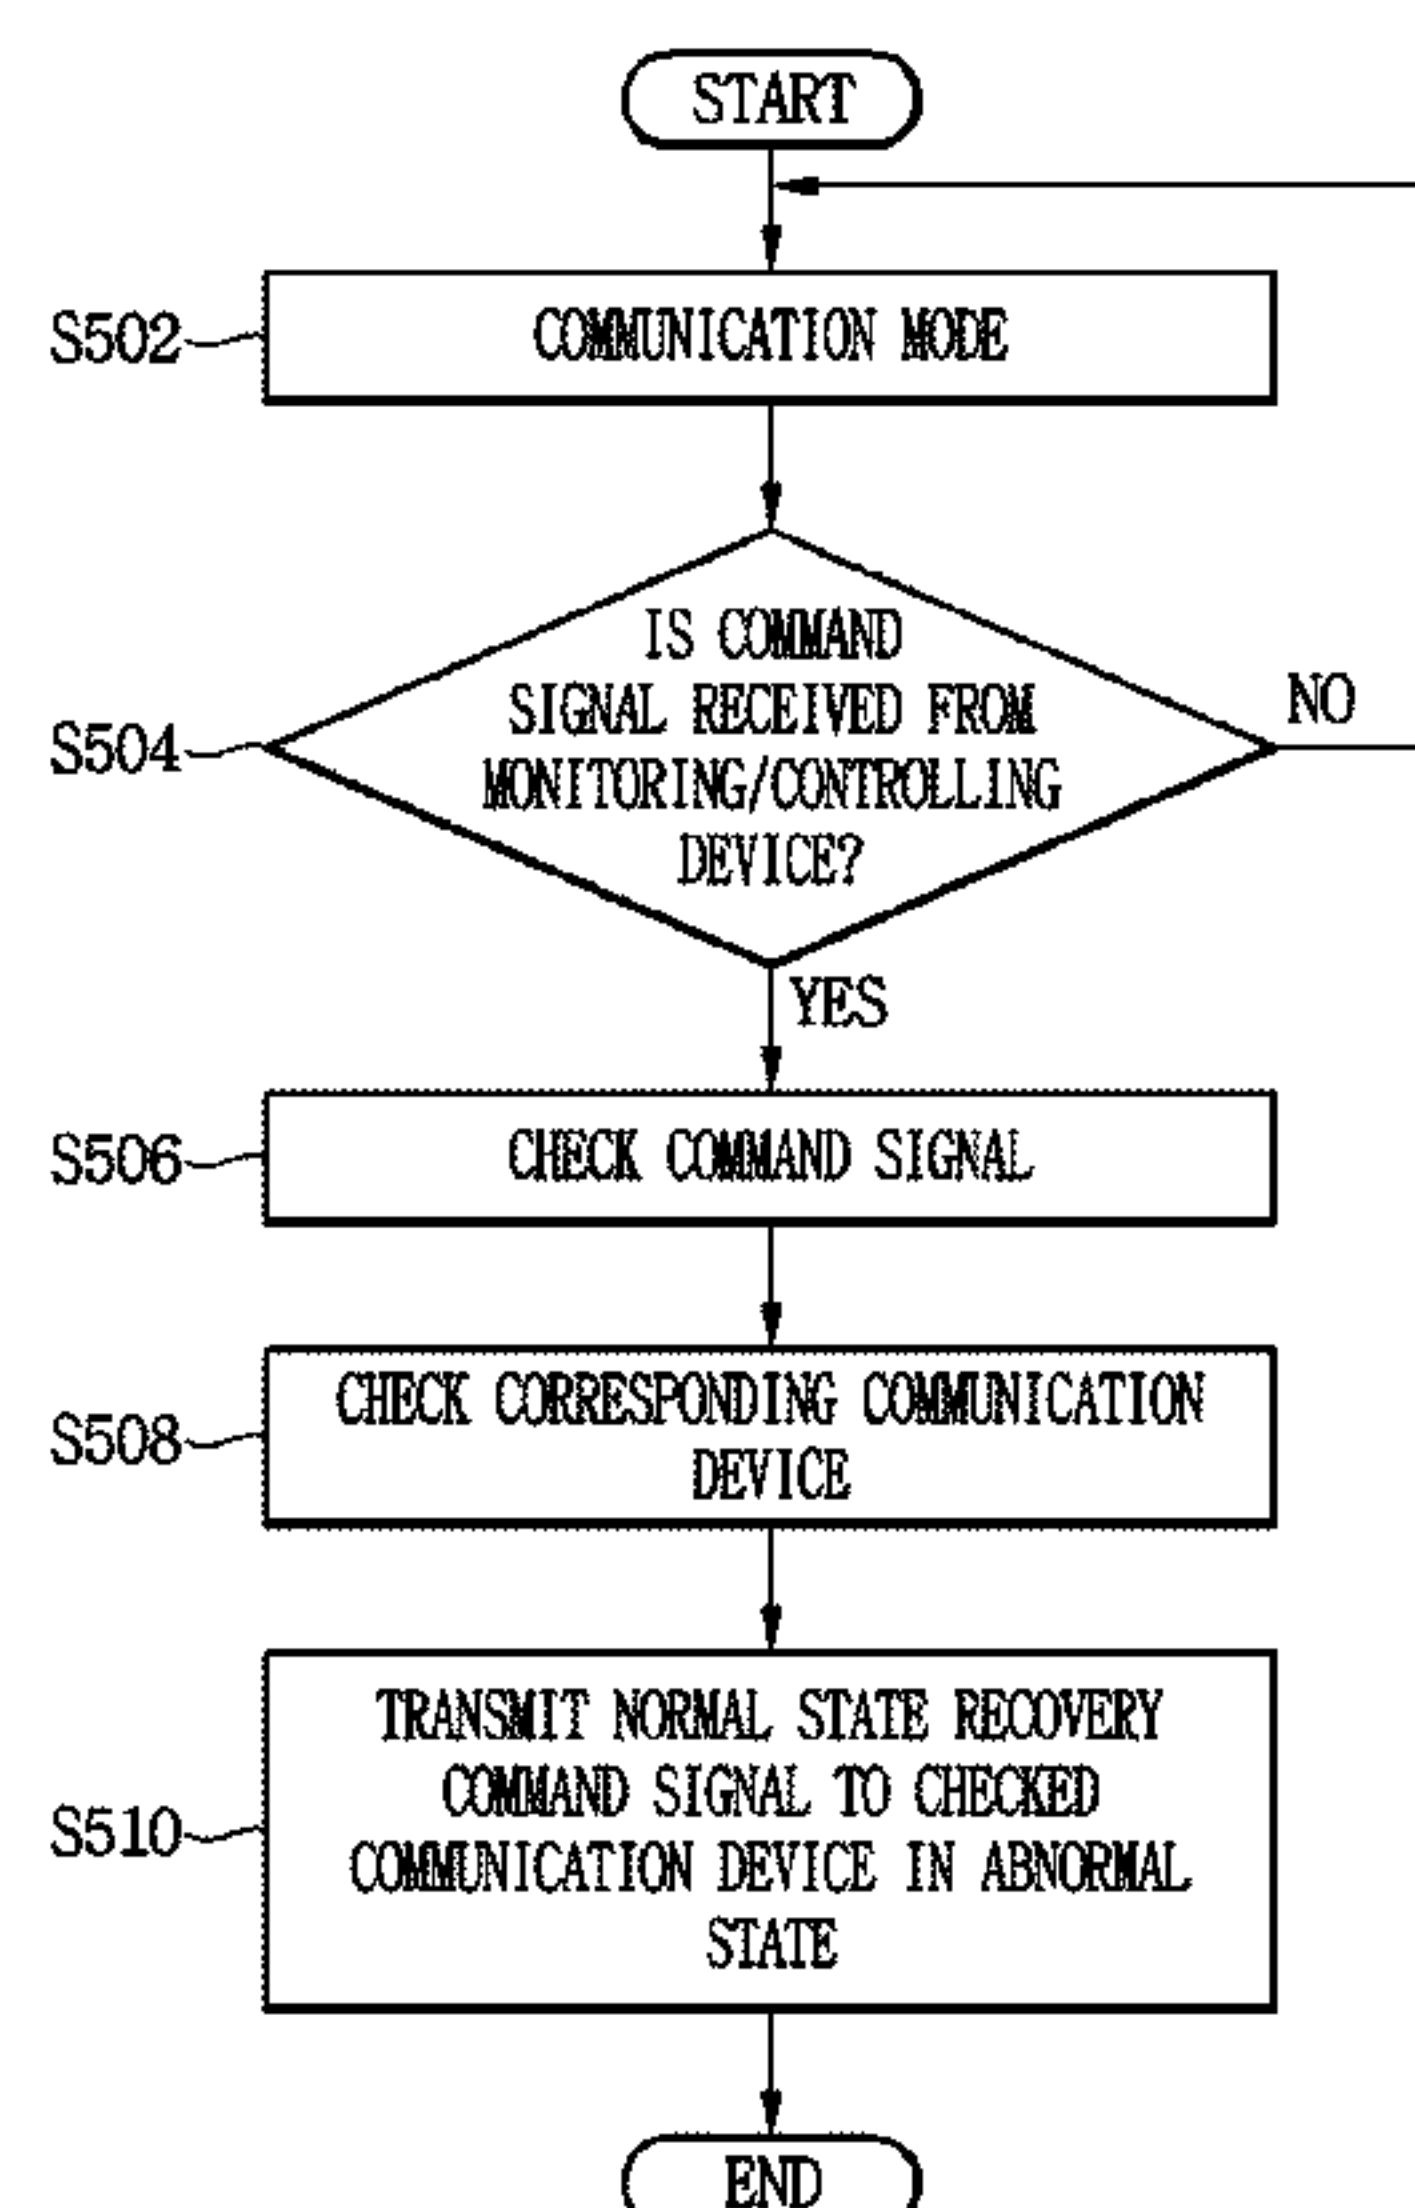 START
S502
COMMUNICATION MODE
S504
IS COMMAND
SIGNAL RECEIVED FROM
MONITORING/CONTROLLING
DEVICE?
NO
YES
S506
CHECK COMMAND SIGNAL
S508
CHECK CORRESPONDING COMMUNICATION
DEVICE
S510
TRANSMIT NORMAL STATE RECOVERY
COMMAND SIGNAL TO CHECKED
COMMUNICATION DEVICE IN ABNORMAL
STATE
END